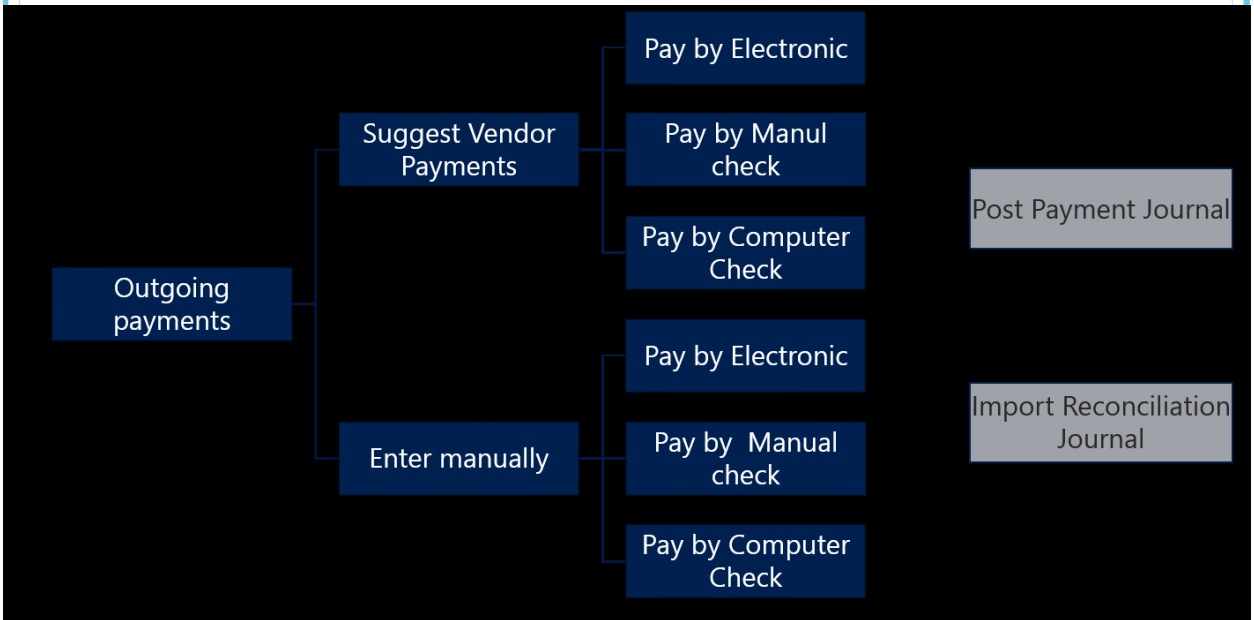 Pay by Electronic
Suggest Vendor
Payments
Pay by Manul
check
Pay by Computer
Check
Post Payment Journal
Outgoing
payments
Pay by Electronic
Enter manually
Pay by  Manual
check
Pay by Computer
Check
Import Reconciliation
Journal